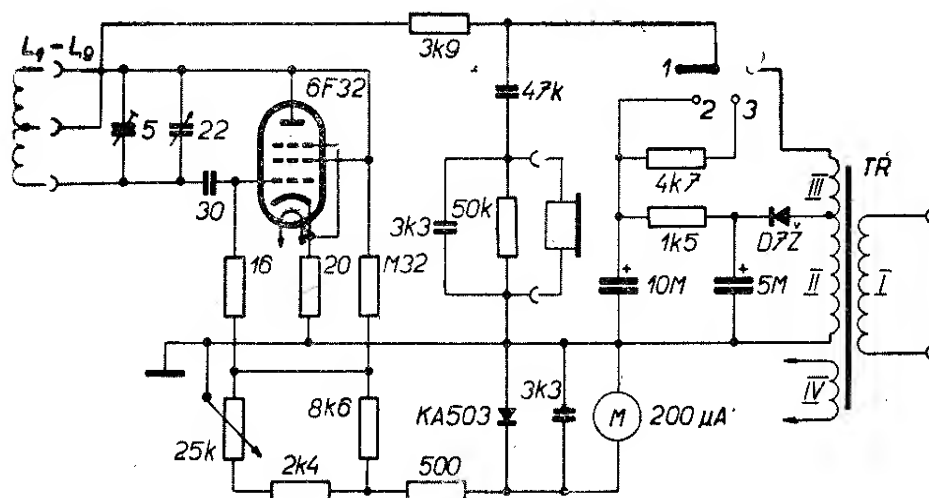 L1 – L9
3k9
1
6F32
47k
2
3
5
22
TR
III
4k7
30
3k3
50k
1k5
D7Ž
16
20
M32
+
10M
+
5M
II
I
8k6
KA503
3k3
M
200 µA
IV
25k
2k4
500